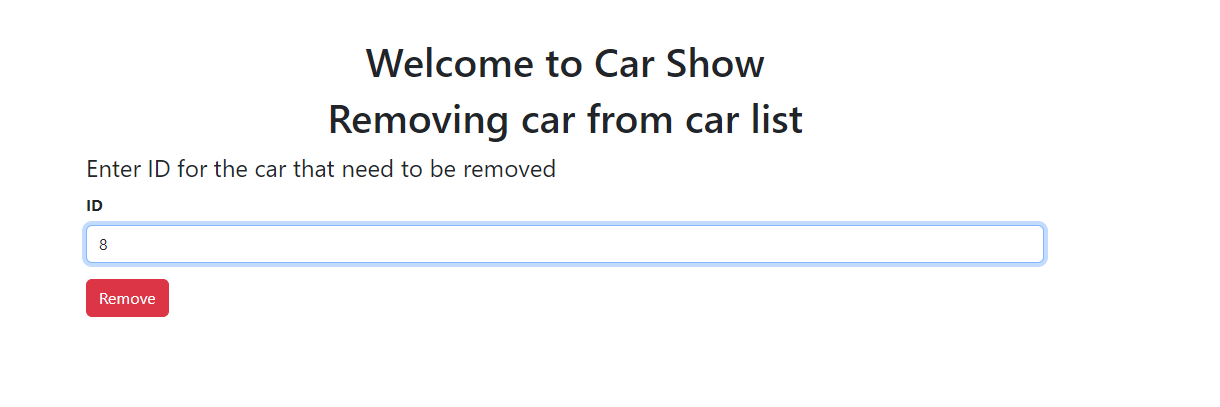 Welcome to Car Show
Removing car from car list
Enter ID for the car that need to be removed
ID
8
Remove